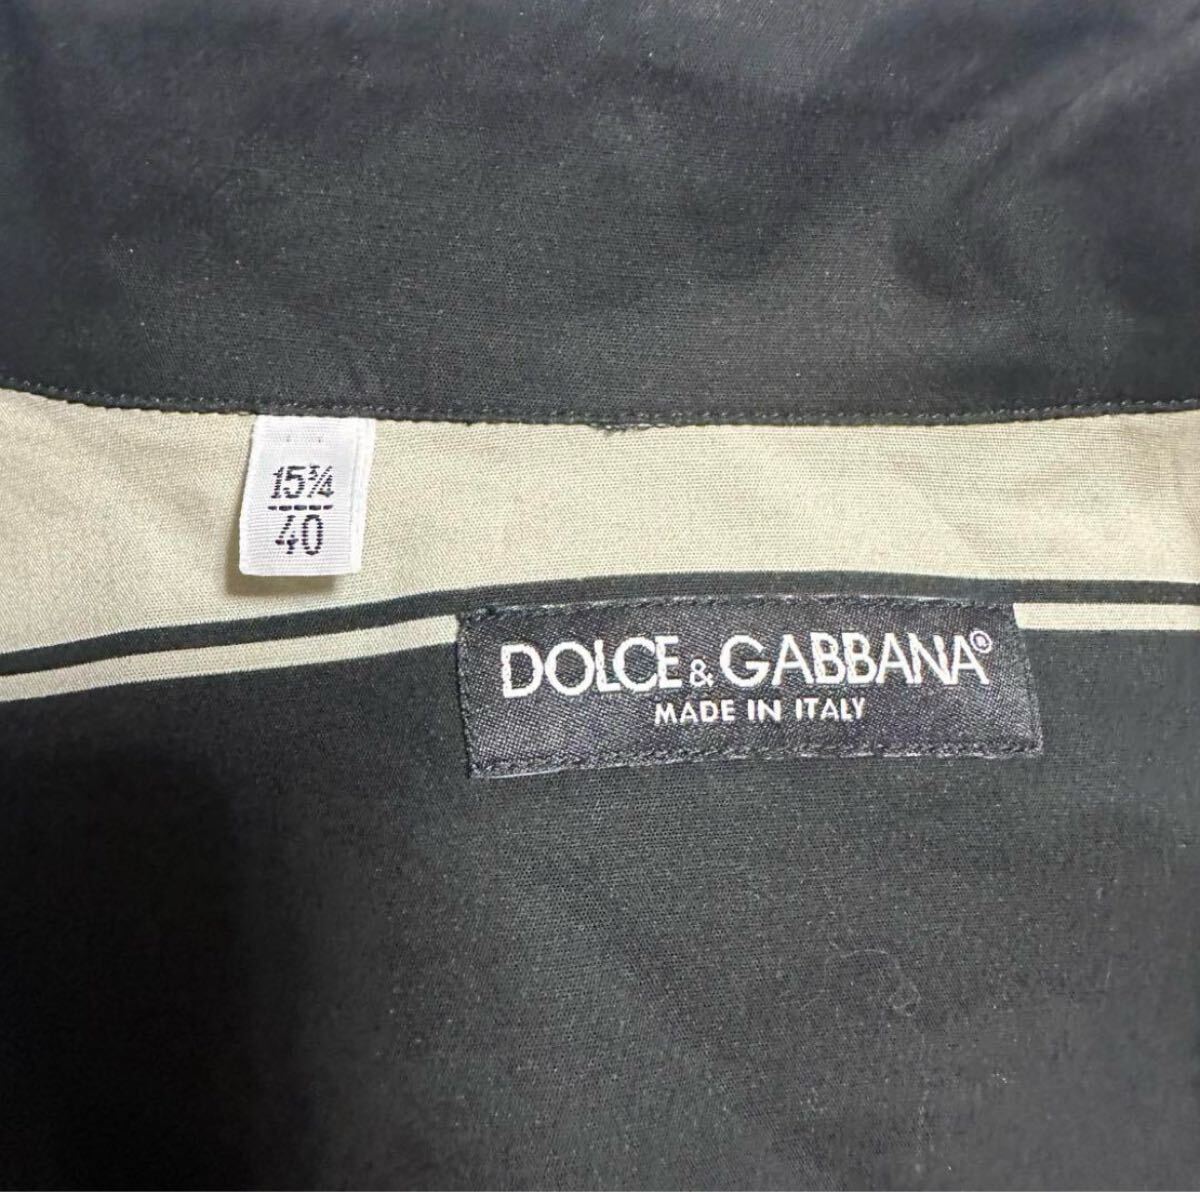 15¾
40
DOLCE & GABBANA®
MADE IN ITALY